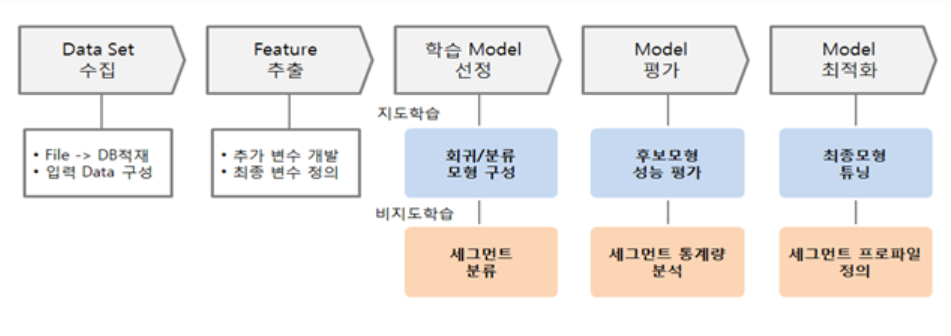 Data Set
수집
Feature
추출
학습 Model
선정
Model
평가
Model
최적화
• File -> DB적재
• 입력 Data 구성
• 추가 변수 개발
• 최종 변수 정의
지도학습
회귀/분류
모형 구성
후보모형
성능 평가
최종모형
튜닝
비지도학습
세그먼트
분류
세그먼트 통계량
분석
세그먼트 프로파일
정의